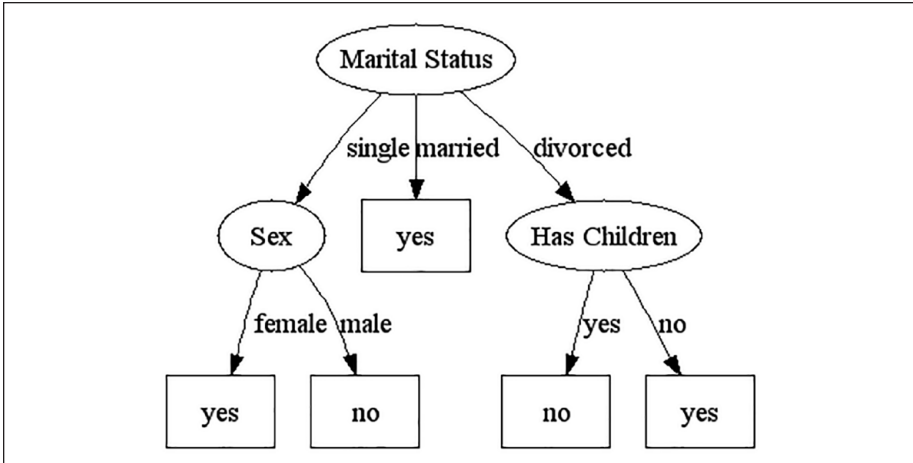 Marital Status
single married divorced
Sex yes Has Children
female male yes no
yes no no yes